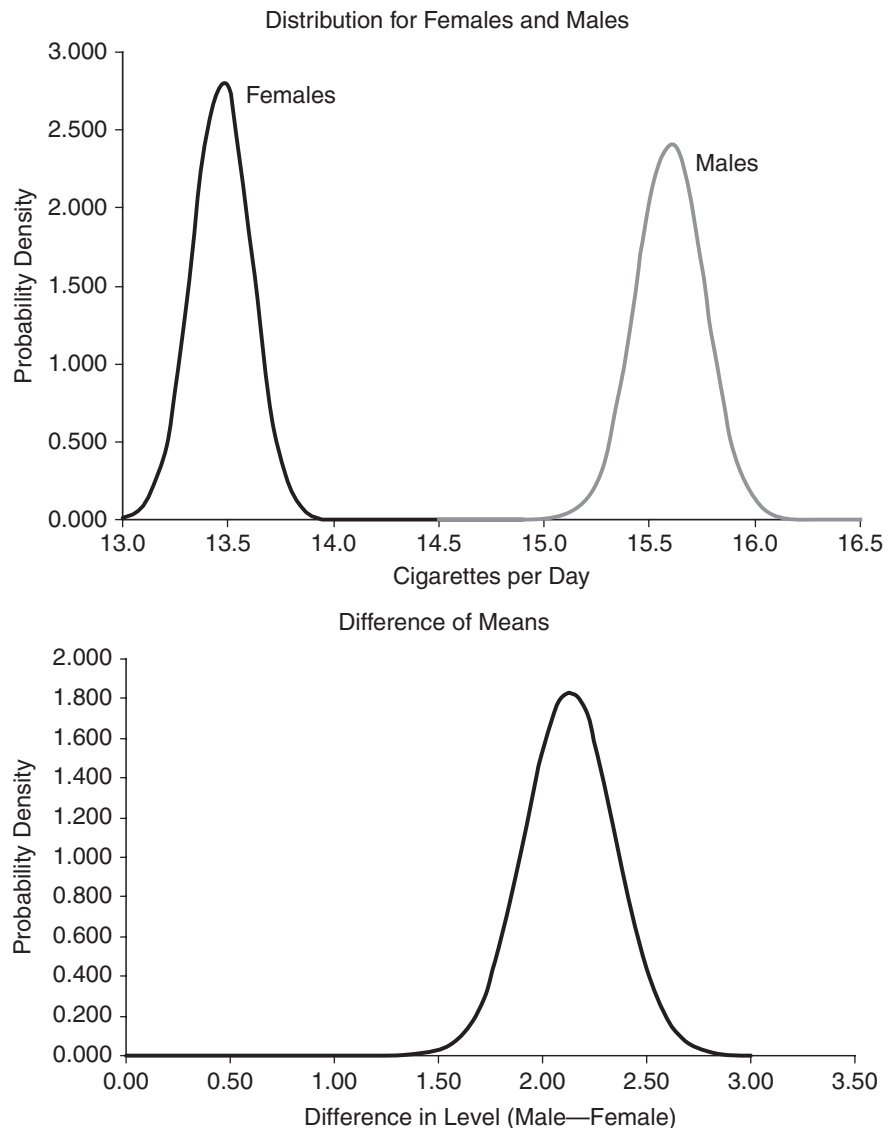 Distribution for Females and Males
3.000
2.500
2.000
1.500
1.000
0.500
0.000
Probability Density
Females
Males
13.0 13.5 14.0 14.5 15.0 15.5 16.0 16.5
Cigarettes per Day
Difference of Means
2.000
1.800
1.600
1.400
1.200
1.000
0.800
0.600
0.400
0.200
0.000
Probability Density
0.00 0.50 1.00 1.50 2.00 2.50 3.00 3.50
Difference in Level (Male—Female)